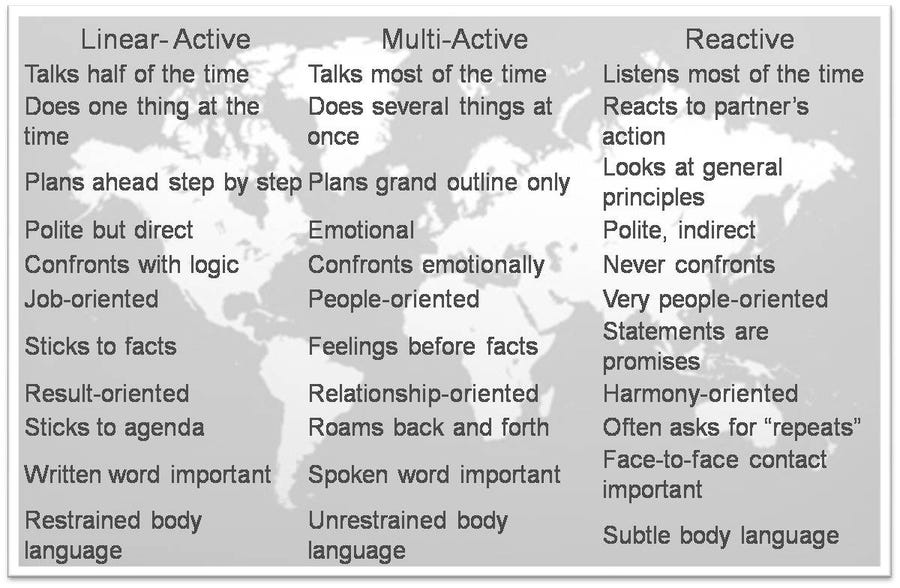 Linear- Active Multi-Active Reactive
Talks half of the time Talks most of the time Listens most of the time
Does one thing at the time Does several things at once Reacts to partner's action
Plans ahead step by step Plans grand outline only Looks at general principles
Polite but direct Emotional Polite, indirect
Confronts with logic Confronts emotionally Never confronts
Job-oriented People-oriented Very people-oriented
Sticks to facts Feelings before facts Statements are promises
Result-oriented Relationship-oriented Harmony-oriented
Sticks to agenda Roams back and forth Often asks for “repeats”
Written word important Spoken word important Face-to-face contact important
Restrained body language Unrestrained body language Subtle body language